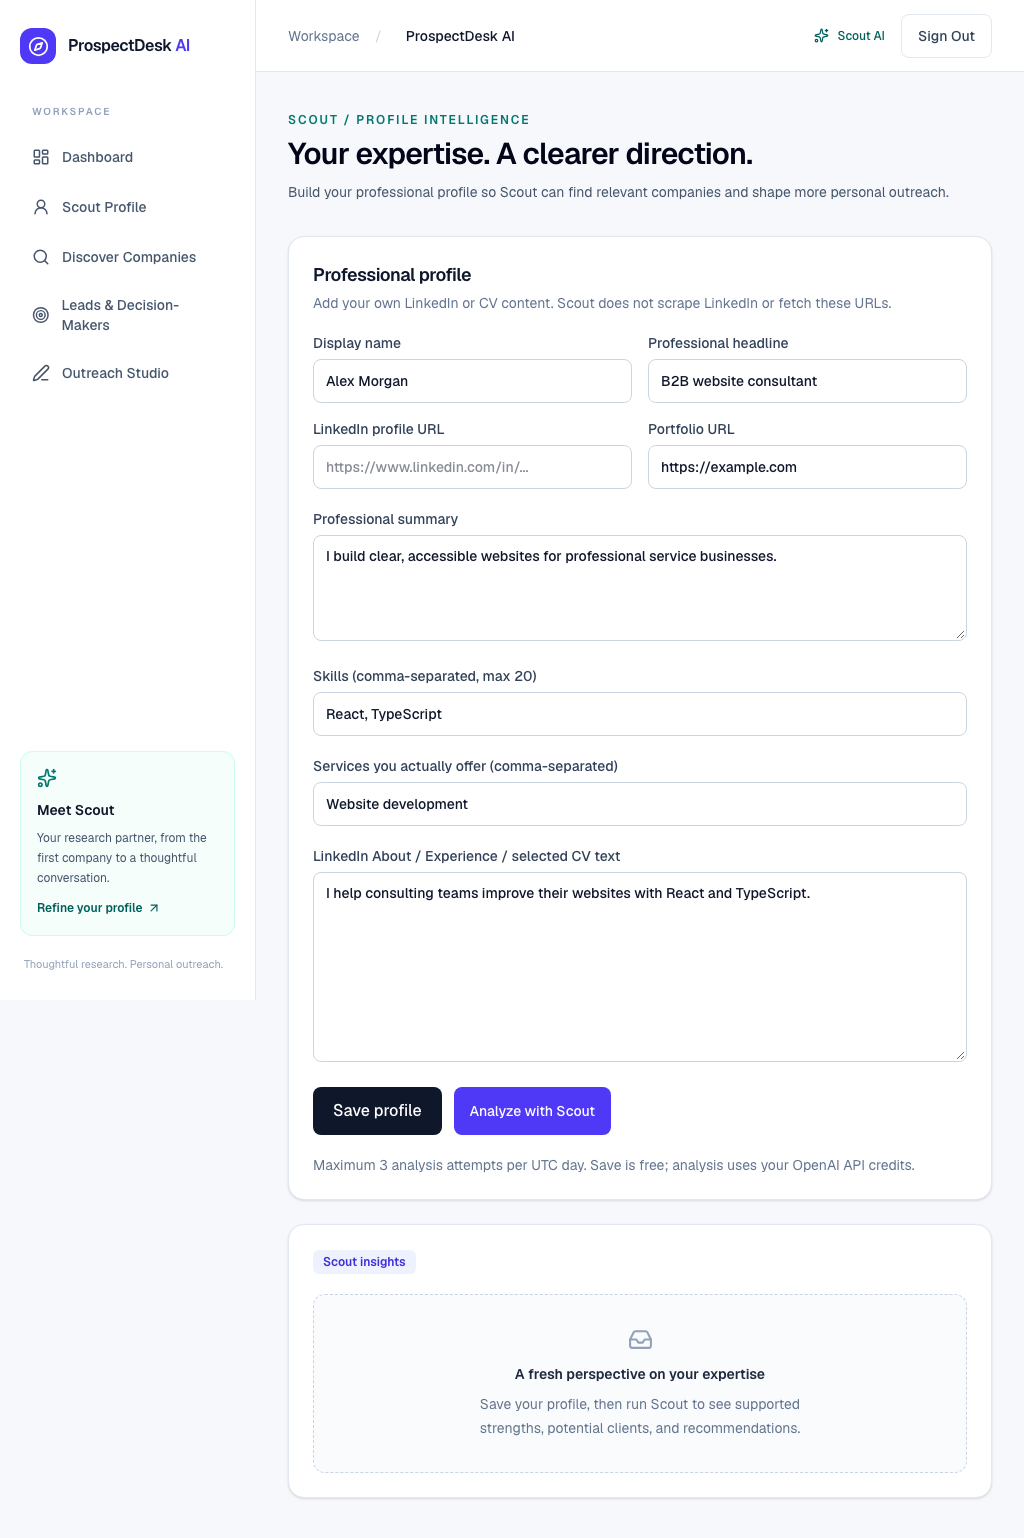 ProspectDesk AI
WORKSPACE
Dashboard
Scout Profile
Discover Companies
Leads & Decision-
Makers
Outreach Studio
Meet Scout
Your research partner, from the
first company to a thoughtful
conversation.
Refine your profile
Thoughtful research. Personal outreach.
Workspace / ProspectDesk AI
Scout AI
Sign Out
SCOUT / PROFILE INTELLIGENCE
Your expertise. A clearer direction.
Build your professional profile so Scout can find relevant companies and shape more personal outreach.
Professional profile
Add your own LinkedIn or CV content. Scout does not scrape LinkedIn or fetch these URLs.
Display name
Alex Morgan
Professional headline
B2B website consultant
LinkedIn profile URL
https://www.linkedin.com/in/...
Portfolio URL
https://example.com
Professional summary
I build clear, accessible websites for professional service businesses.
Skills (comma-separated, max 20)
React, TypeScript
Services you actually offer (comma-separated)
Website development
LinkedIn About / Experience / selected CV text
I help consulting teams improve their websites with React and TypeScript.
Save profile
Analyze with Scout
Maximum 3 analysis attempts per UTC day. Save is free; analysis uses your OpenAI API credits.
Scout insights
A fresh perspective on your expertise
Save your profile, then run Scout to see supported
strengths, potential clients, and recommendations.